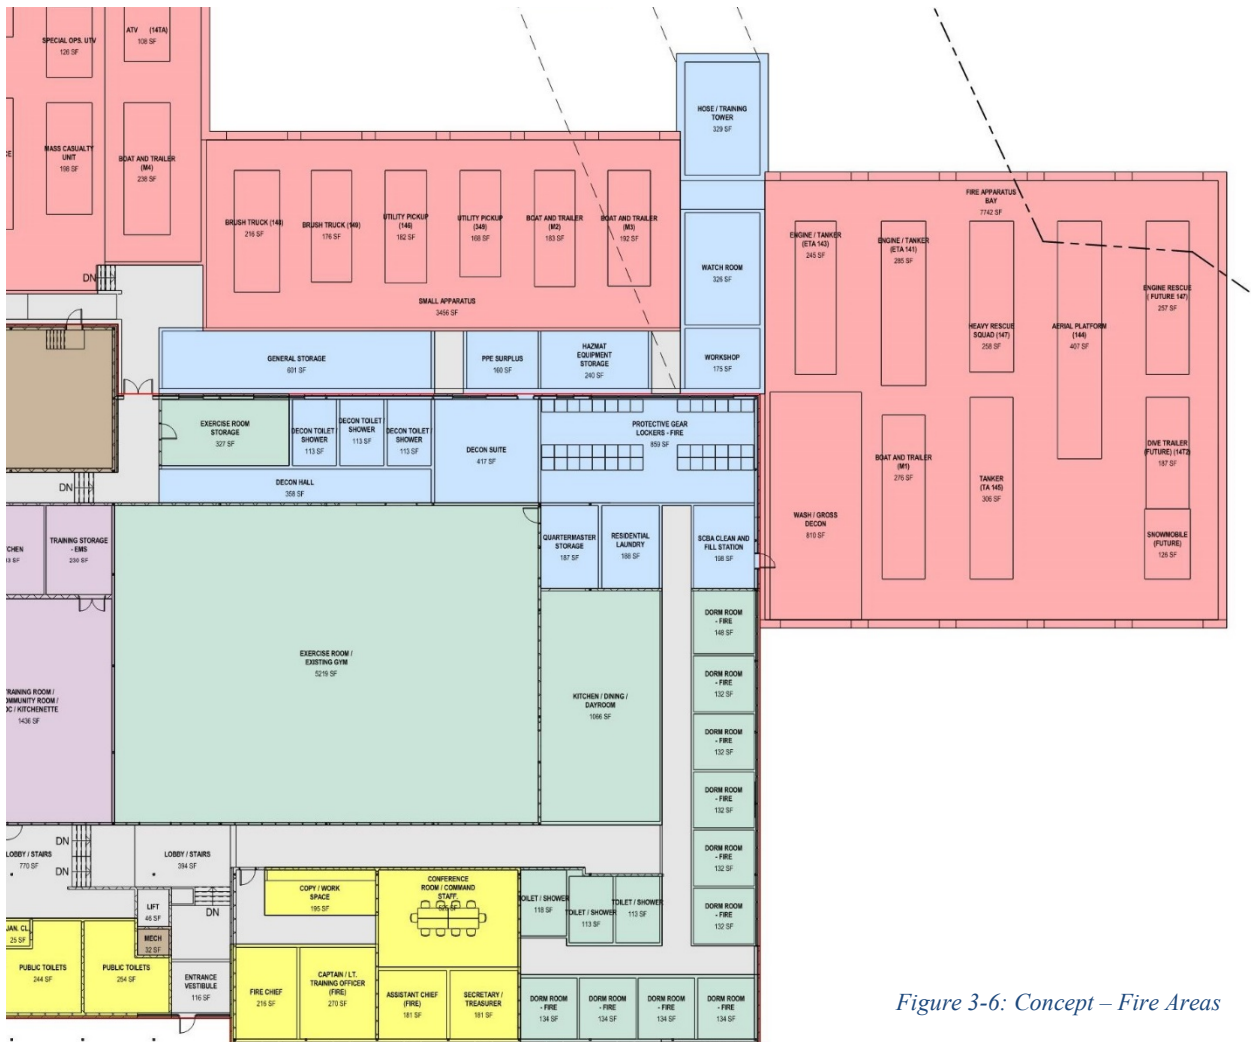 SPECIAL OPS. UTV
126 SF
ATV (14TA)
108 SF
MASS CASUALTY
UNIT
198 SF
BOAT AND TRAILER
(M4)
238 SF
DN
BRUSH TRUCK (148)
216 SF
BRUSH TRUCK (149)
176 SF
UTILITY PICKUP
(146)
182 SF
UTILITY PICKUP
(349)
168 SF
BOAT AND TRAILER
(M2)
183 SF
BOAT AND TRAILER
(M3)
192 SF
SMALL APPARATUS
3456 SF
HOSE / TRAINING
TOWER
329 SF
WATCH ROOM
326 SF
WORKSHOP
175 SF
FIRE APPARATUS
BAY
7742 SF
ENGINE / TANKER
(ETA 143)
245 SF
ENGINE / TANKER
(ETA 141)
285 SF
HEAVY RESCUE
SQUAD (147)
258 SF
AERIAL PLATFORM
(144)
407 SF
ENGINE RESCUE
( FUTURE 147)
257 SF
WASH / GROSS
DECON
810 SF
BOAT AND TRAILER
(M1)
276 SF
TANKER
(TA 145)
306 SF
DIVE TRAILER
(FUTURE) (14T2)
187 SF
SNOWMOBILE
(FUTURE)
126 SF
GENERAL STORAGE
601 SF
PPE SURPLUS
160 SF
HAZMAT
EQUIPMENT
STORAGE
240 SF
EXERCISE ROOM
STORAGE
327 SF
DECON TOILET /
SHOWER
113 SF
DECON TOILET /
SHOWER
113 SF
DECON TOILET /
SHOWER
113 SF
DECON SUITE
417 SF
PROTECTIVE GEAR
LOCKERS - FIRE
859 SF
DECON HALL
358 SF
DN
TRAINING STORAGE
- EMS
230 SF
QUARTERMASTER
STORAGE
187 SF
RESIDENTIAL
LAUNDRY
188 SF
SCBA CLEAN AND
FILL STATION
198 SF
EXERCISE ROOM /
EXISTING GYM
5219 SF
KITCHEN / DINING /
DAYROOM
1066 SF
TRAINING ROOM /
OMMUNITY ROOM /
OC / KITCHENETTE
1436 SF
DORM ROOM
- FIRE
148 SF
DORM ROOM
- FIRE
132 SF
DORM ROOM
- FIRE
132 SF
DORM ROOM
- FIRE
132 SF
DORM ROOM
- FIRE
132 SF
DORM ROOM
- FIRE
132 SF
LOBBY / STAIRS
770 SF
DN
DN
LOBBY / STAIRS
394 SF
LIFT
46 SF
DN
MECH
32 SF
JAN. CL.
25 SF
PUBLIC TOILETS
244 SF
PUBLIC TOILETS
254 SF
ENTRANCE
VESTIBULE
116 SF
COPY / WORK
SPACE
195 SF
CONFERENCE
ROOM / COMMAND
STAFF
TOILET / SHOWER
118 SF
TOILET / SHOWER
113 SF
TOILET / SHOWER
113 SF
FIRE CHIEF
216 SF
CAPTAIN / LT.
TRAINING OFFICER
(FIRE)
270 SF
ASSISTANT CHIEF
(FIRE)
181 SF
SECRETARY /
TREASURER
181 SF
DORM ROOM
- FIRE
134 SF
DORM ROOM
- FIRE
134 SF
DORM ROOM
- FIRE
134 SF
DORM ROOM
- FIRE
134 SF
Figure 3-6: Concept – Fire Areas